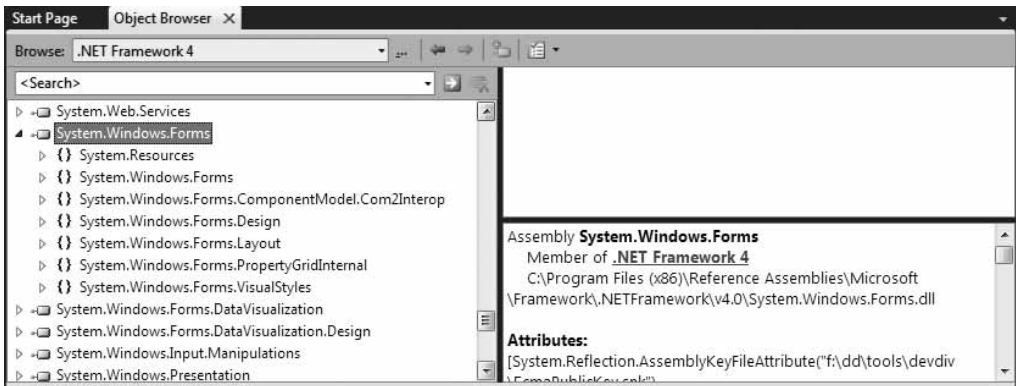 Start Page Object Browser X
Browse: .NET Framework 4 ...
<Search>
System.Web.Services
System.Windows.Forms
{} System.Resources
{} System.Windows.Forms
{} System.Windows.Forms.ComponentModel.Com2Interop
{} System.Windows.Forms.Design
{} System.Windows.Forms.Layout
{} System.Windows.Forms.PropertyGridInternal
{} System.Windows.Forms.VisualStyles
System.Windows.Forms.DataVisualization
System.Windows.Forms.DataVisualization.Design
System.Windows.Input.Manipulations
System.Windows.Presentation
Assembly System.Windows.Forms
Member of .NET Framework 4
C:\Program Files (x86)\Reference Assemblies\Microsoft
\Framework\.NETFramework\v4.0\System.Windows.Forms.dll
Attributes:
[System.Reflection.AssemblyKeyFileAttribute("f:\dd\tools\devdiv
\EcmaPublicKey.snk")